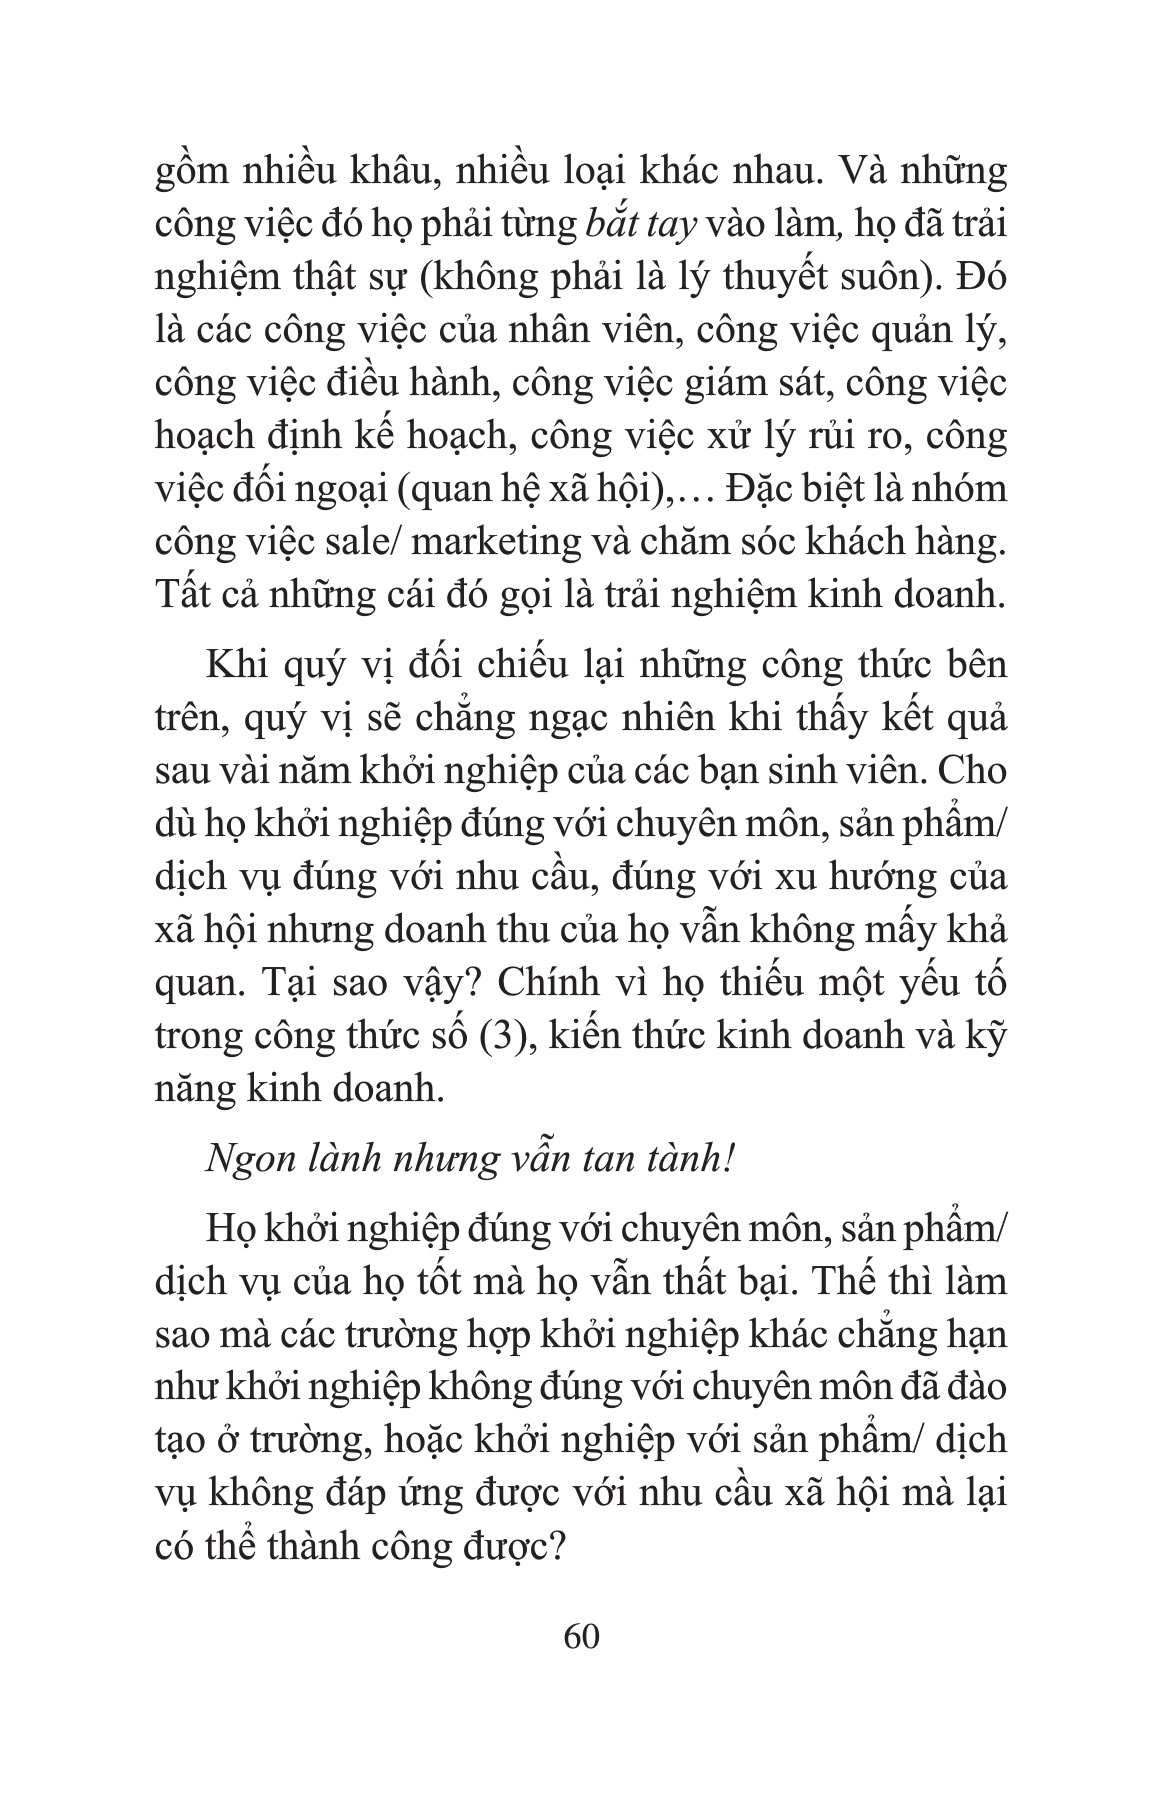 gồm nhiều khâu, nhiều loại khác nhau. Và những
công việc đó họ phải từng bắt tay vào làm, họ đã trải
nghiệm thật sự (không phải là lý thuyết suôn). Đó
là các công việc của nhân viên, công việc quản lý,
công việc điều hành, công việc giám sát, công việc
hoạch định kế hoạch, công việc xử lý rủi ro, công
việc đối ngoại (quan hệ xã hội),… Đặc biệt là nhóm
công việc sale/ marketing và chăm sóc khách hàng.
Tất cả những cái đó gọi là trải nghiệm kinh doanh.
Khi quý vị đối chiếu lại những công thức bên
trên, quý vị sẽ chẳng ngạc nhiên khi thấy kết quả
sau vài năm khởi nghiệp của các bạn sinh viên. Cho
dù họ khởi nghiệp đúng với chuyên môn, sản phẩm/
dịch vụ đúng với nhu cầu, đúng với xu hướng của
xã hội nhưng doanh thu của họ vẫn không mấy khả
quan. Tại sao vậy? Chính vì họ thiếu một yếu tố
trong công thức số (3), kiến thức kinh doanh và kỹ
năng kinh doanh.
Ngon lành nhưng vẫn tan tành!
Họ khởi nghiệp đúng với chuyên môn, sản phẩm/
dịch vụ của họ tốt mà họ vẫn thất bại. Thế thì làm
sao mà các trường hợp khởi nghiệp khác chẳng hạn
như khởi nghiệp không đúng với chuyên môn đã đào
tạo ở trường, hoặc khởi nghiệp với sản phẩm/ dịch
vụ không đáp ứng được với nhu cầu xã hội mà lại
có thể thành công được?
60